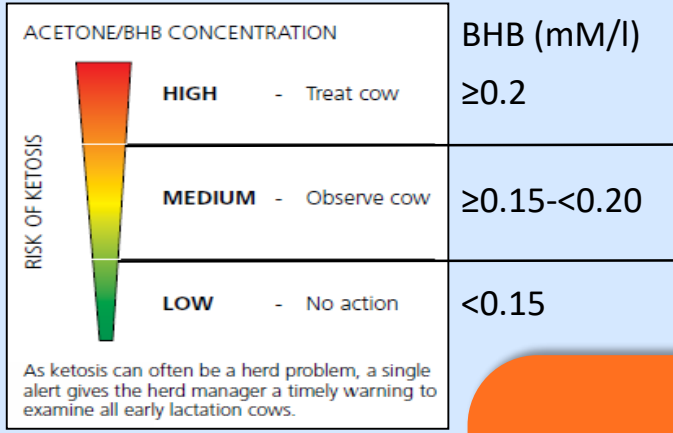 ACETONE/BHB CONCENTRATION
BHB (mM/l)
HIGH - Treat cow
≥0.2
RISK OF KETOSIS
MEDIUM - Observe cow
≥0.15-<0.20
LOW - No action
<0.15
As ketosis can often be a herd problem, a single
alert gives the herd manager a timely warning to
examine all early lactation cows.